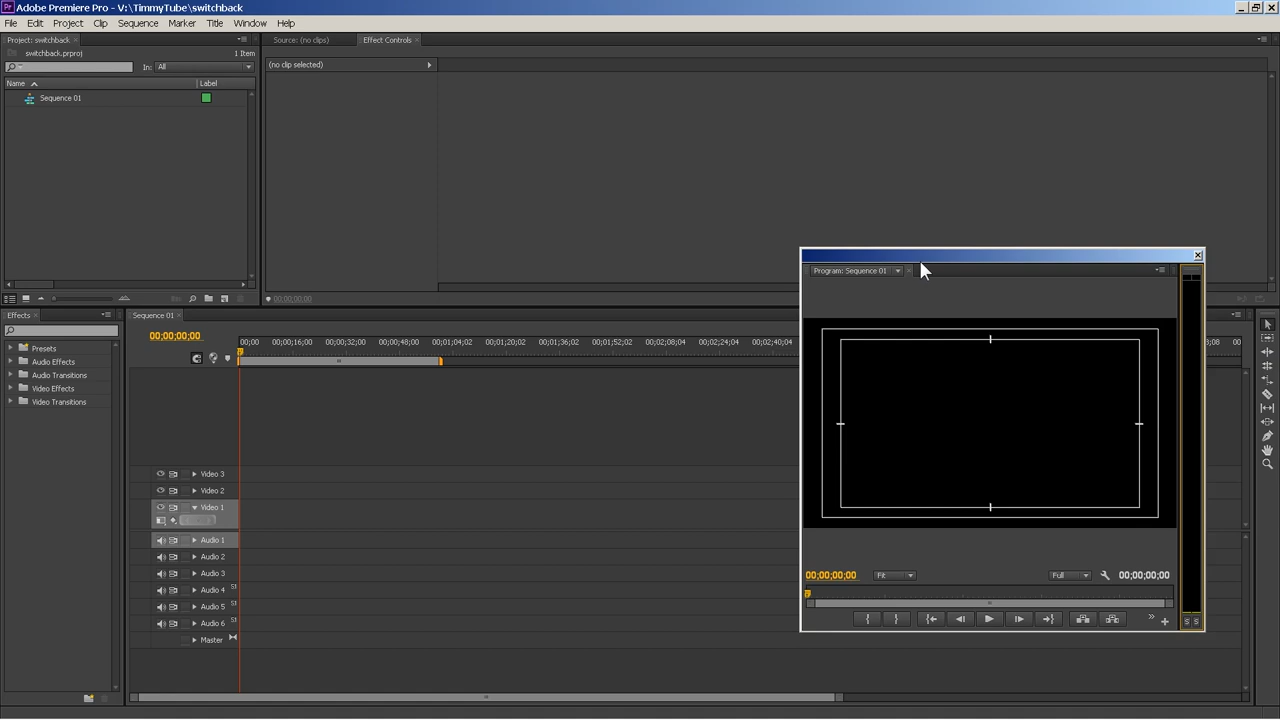 Adobe Premiere Pro - V:\TimmyTube\switchback
File Edit Project Clip Sequence Marker Title Window Help
Project: switchback
Source: (no clips)
Effect Controls
switchback.prproj
1 Item
In: All
(no clip selected)
Name
Label
Sequence 01
00;00;00;00
Program: Sequence 01
Effects
Presets
Audio Effects
Audio Transitions
Video Effects
Video Transitions
Sequence 01
00;00;00;00
00;00 00;00;16;00 00;00;32;00 00;00;48;00 00;01;04;02 00;01;20;02 00;01;36;02 00;01;52;02 00;02;08;04 00;02;24;04 00;02;40;04
Video 3
Video 2
Video 1
Audio 1
Audio 2
Audio 3
Audio 4
Audio 5
Audio 6
Master
00;00;00;00
Fit
Full
00;00;00;00
S S